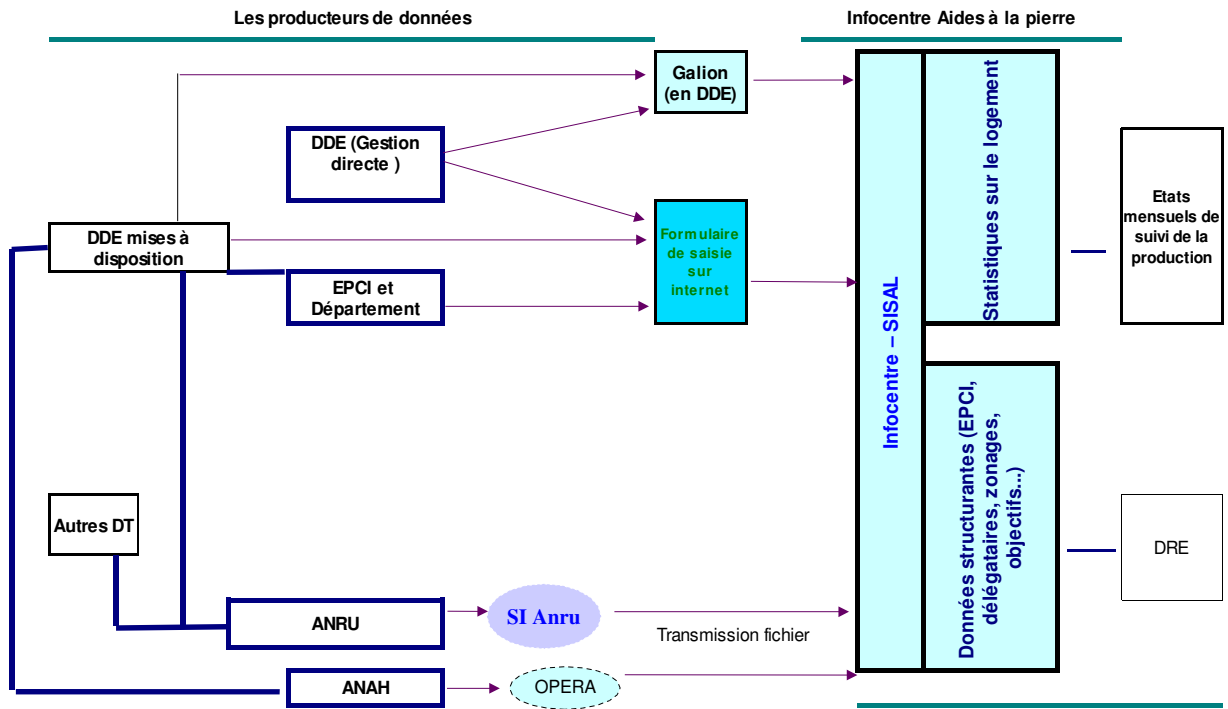 Les producteurs de données
Infocentre Aides à la pierre
Galion
(en DDE)
DDE (Gestion
directe )
DDE mises à
disposition
EPCI et
Département
Formulaire
de saisie
sur
internet
Infocentre – SISAL
Statistiques sur le logement
Etats
mensuels de
suivi de la
production
Données structurantes (EPCI,
délégataires, zonages,
objectifs...)
DRE
Autres DT
ANRU
SI Anru
Transmission fichier
ANAH
OPERA